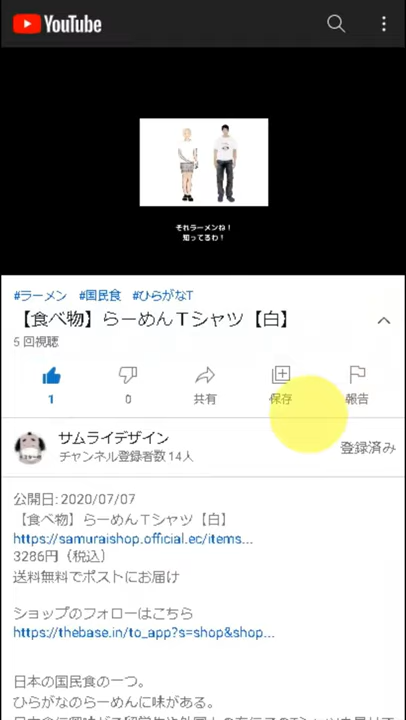 YouTube
それラーメンね！
知ってるわ！
#ラーメン #国民食 #ひらがなT
【食べ物】らーめんＴシャツ【白】
5 回視聴
1
0
共有
保存
報告
サムライデザイン
チャンネル登録者数 14人
登録済み
公開日: 2020/07/07
【食べ物】らーめんＴシャツ【白】
https://samuraishop.official.ec/items...
3286円（税込）
送料無料でポストにお届け
ショップのフォローはこちら
https://thebase.in/to_app?s=shop&shop...
日本の国民食の一つ。
ひらがなのらーめんに味がある。